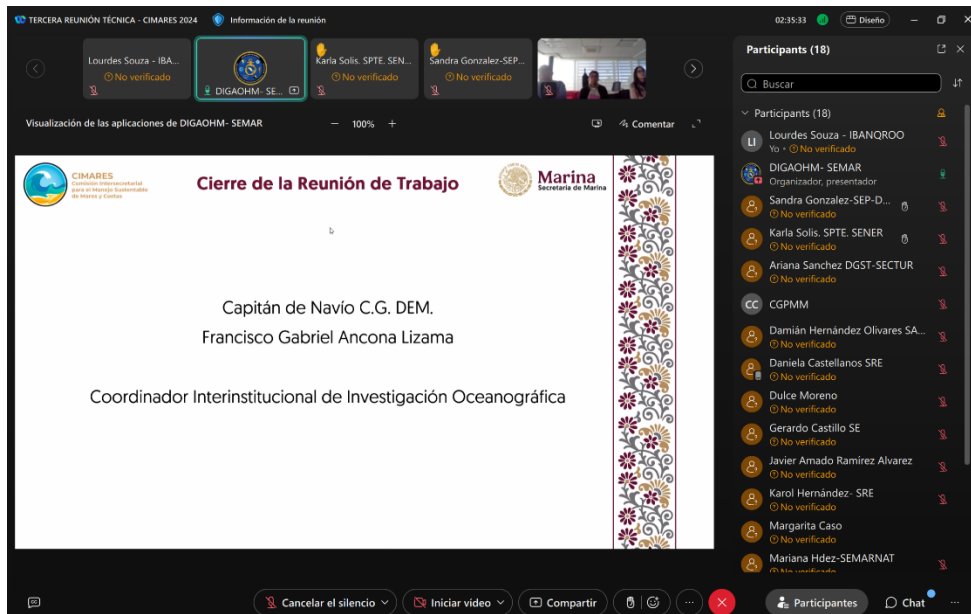 TERCERA REUNIÓN TÉCNICA - CIMARES 2024
Información de la reunión
02:35:33
Diseño
Lourdes Souza - IBA...
No verificado
DIGAOHM- SE...
Karla Solis. SPTE. SEN...
No verificado
Sandra Gonzalez-SEP...
No verificado
Visualización de las aplicaciones de DIGAOHM- SEMAR
100%
Comentar
CIMARES
Comisión Intersecretarial
para el Manejo Sustentable
de Mares y Costas
Cierre de la Reunión de Trabajo
Marina
Secretaría de Marina
Capitán de Navío C.G. DEM.
Francisco Gabriel Ancona Lizama
Coordinador Interinstitucional de Investigación Oceanográfica
Participants (18)
Buscar
Participants (18)
LI
Lourdes Souza - IBANQROO
Yo • No verificado
DIGAOHM- SEMAR
Organizador, presentador
Sandra Gonzalez-SEP-D...
No verificado
Karla Solis. SPTE. SENER
No verificado
Ariana Sanchez DGST-SECTUR
No verificado
CC
CGPMM
Damián Hernández Olivares SA...
No verificado
Daniela Castellanos SRE
No verificado
Dulce Moreno
No verificado
Gerardo Castillo SE
No verificado
Javier Amado Ramírez Alvarez
No verificado
Karol Hernández- SRE
No verificado
Margarita Caso
No verificado
Mariana Hdez-SEMARNAT
No verificado
Cancelar el silencio
Iniciar video
Compartir
Participantes
Chat